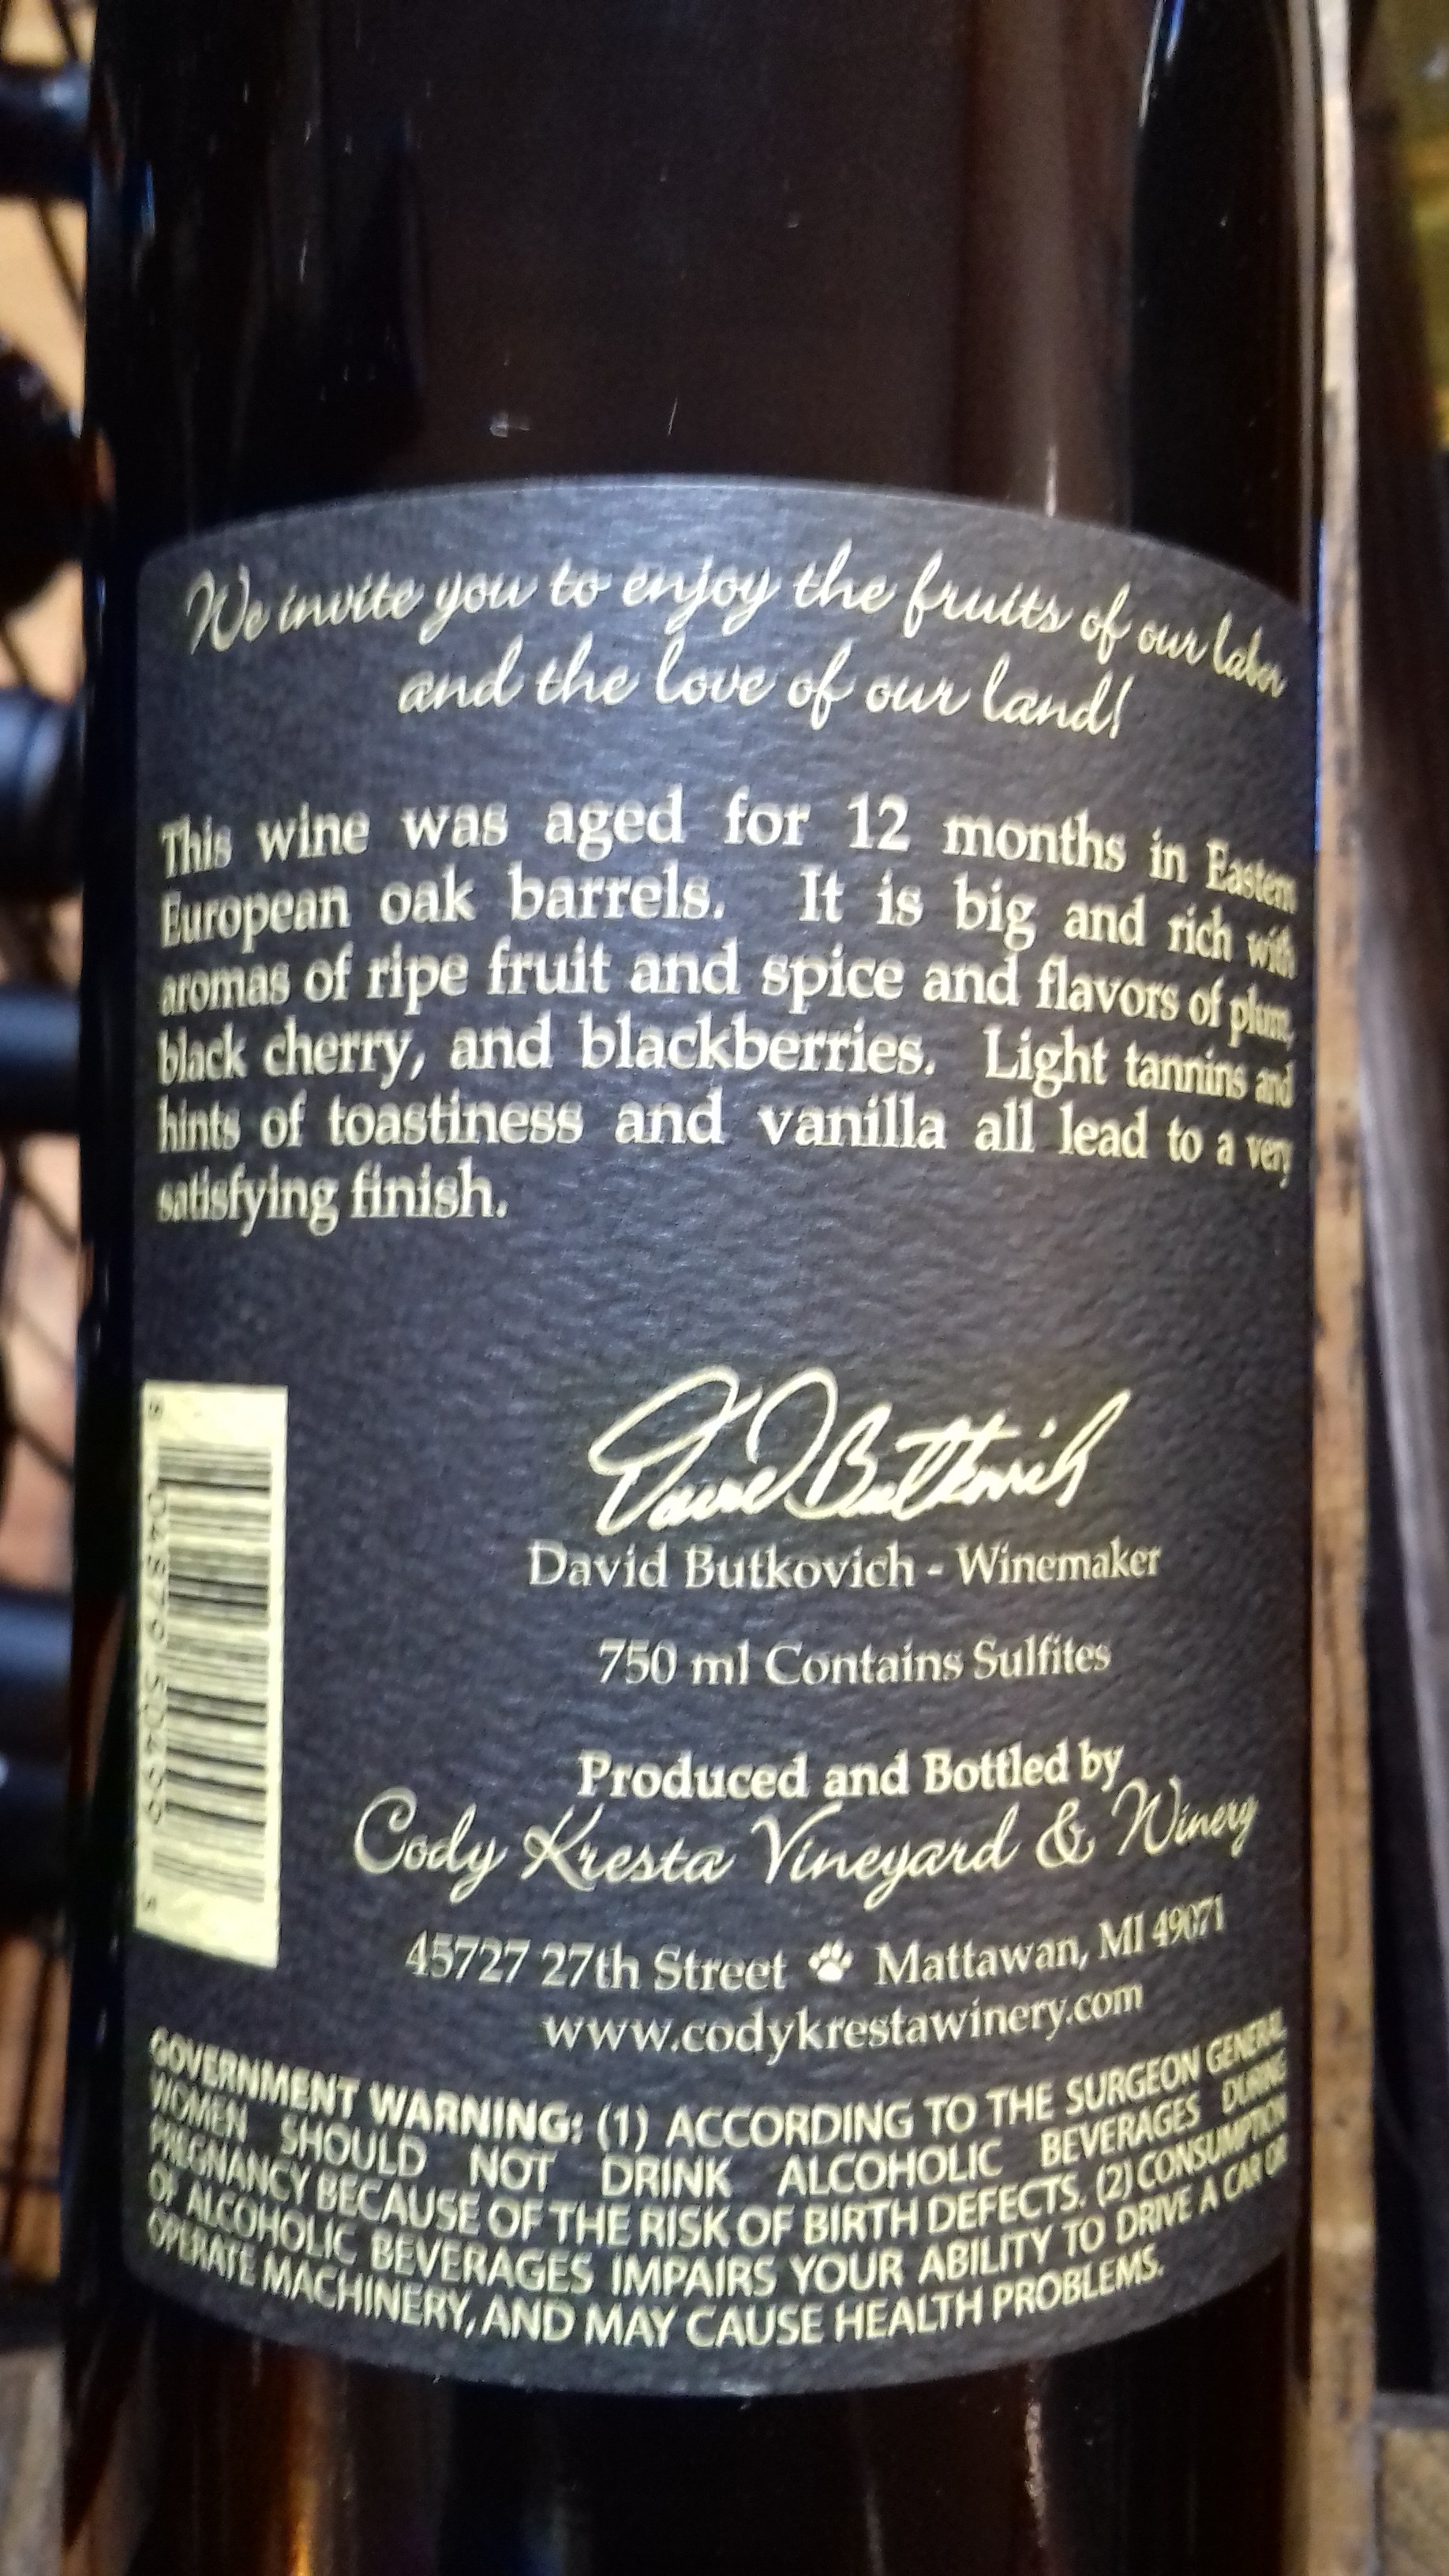 We invite you to enjoy the fruits of our labor
and the love of our land!
This wine was aged for 12 months in Eastern
European oak barrels. It is big and rich with
aromas of ripe fruit and spice and flavors of plum,
black cherry, and blackberries. Light tannins and
hints of toastiness and vanilla all lead to a very
satisfying finish.
David Butkovich
David Butkovich - Winemaker
750 ml Contains Sulfites
Produced and Bottled by
Cody Kresta Vineyard & Winery
45727 27th Street Mattawan, MI 49071
www.codykrestawinery.com
GOVERNMENT WARNING: (1) ACCORDING TO THE SURGEON GENERAL
WOMEN SHOULD NOT DRINK ALCOHOLIC BEVERAGES DURING
PREGNANCY BECAUSE OF THE RISK OF BIRTH DEFECTS. (2) CONSUMPTION
OF ALCOHOLIC BEVERAGES IMPAIRS YOUR ABILITY TO DRIVE A CAR OR
OPERATE MACHINERY, AND MAY CAUSE HEALTH PROBLEMS.